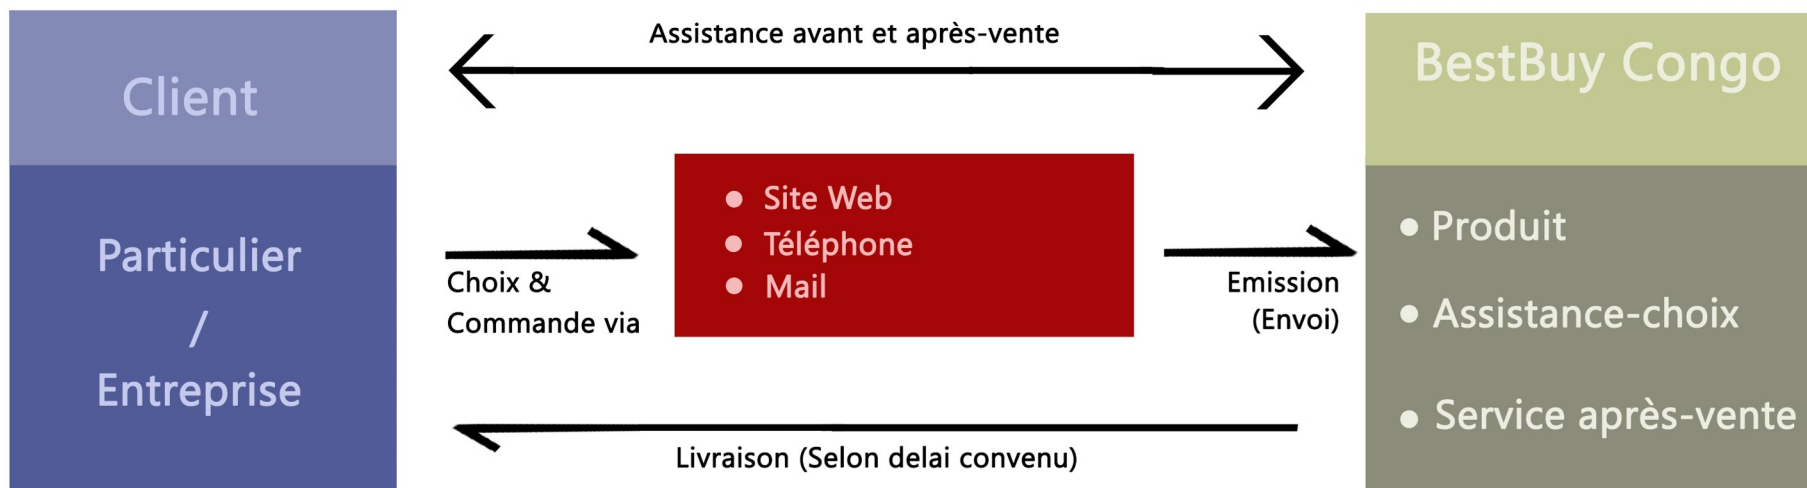 Client
Particulier
/
Entreprise
Assistance avant et après-vente
Choix &
Commande via
● Site Web
● Téléphone
● Mail
Emission
(Envoi)
Livraison (Selon delai convenu)
BestBuy Congo
● Produit
● Assistance-choix
● Service après-vente